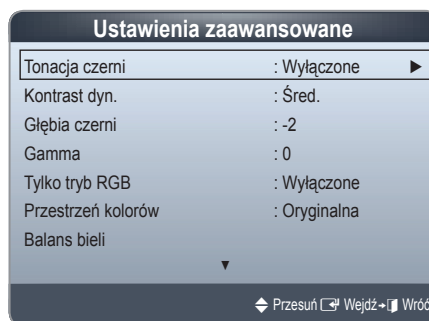 Ustawienia zaawansowane
Tonacja czerni : Wyłączone ►
Kontrast dyn. : Śred.
Głębia czerni : -2
Gamma : 0
Tylko tryb RGB : Wyłączone
Przestrzeń kolorów : Oryginalna
Balans bieli
▼
Przesuń Wejdź Wróć